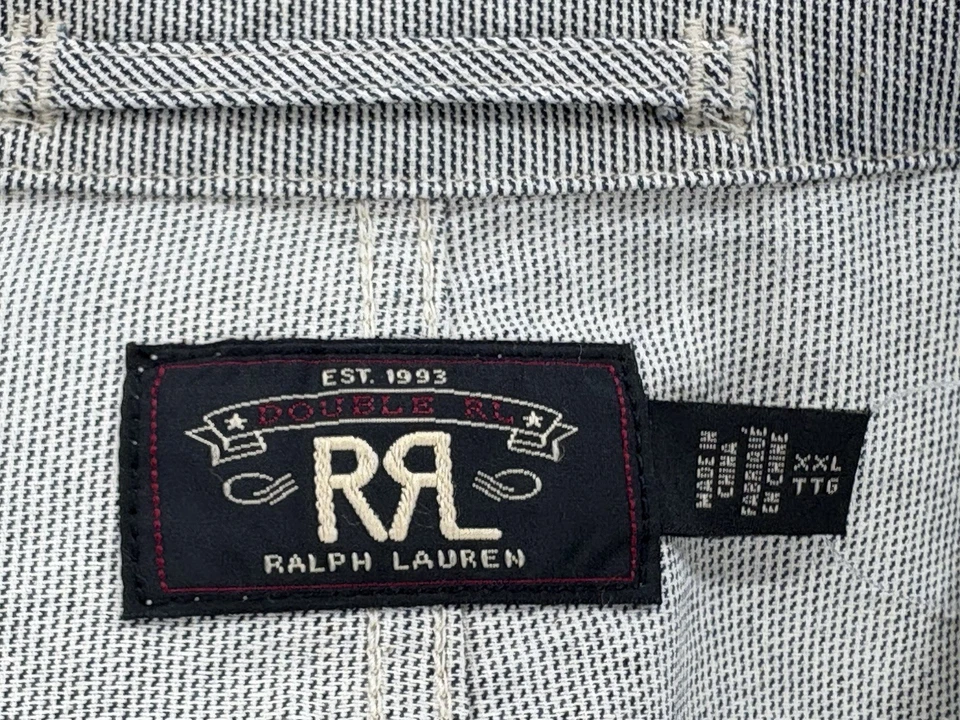 EST. 1993
DOUBLE RL
RRL
RALPH LAUREN
MADE IN
CHINA
FABRIQUÉ
EN CHINE
XXL
TTG